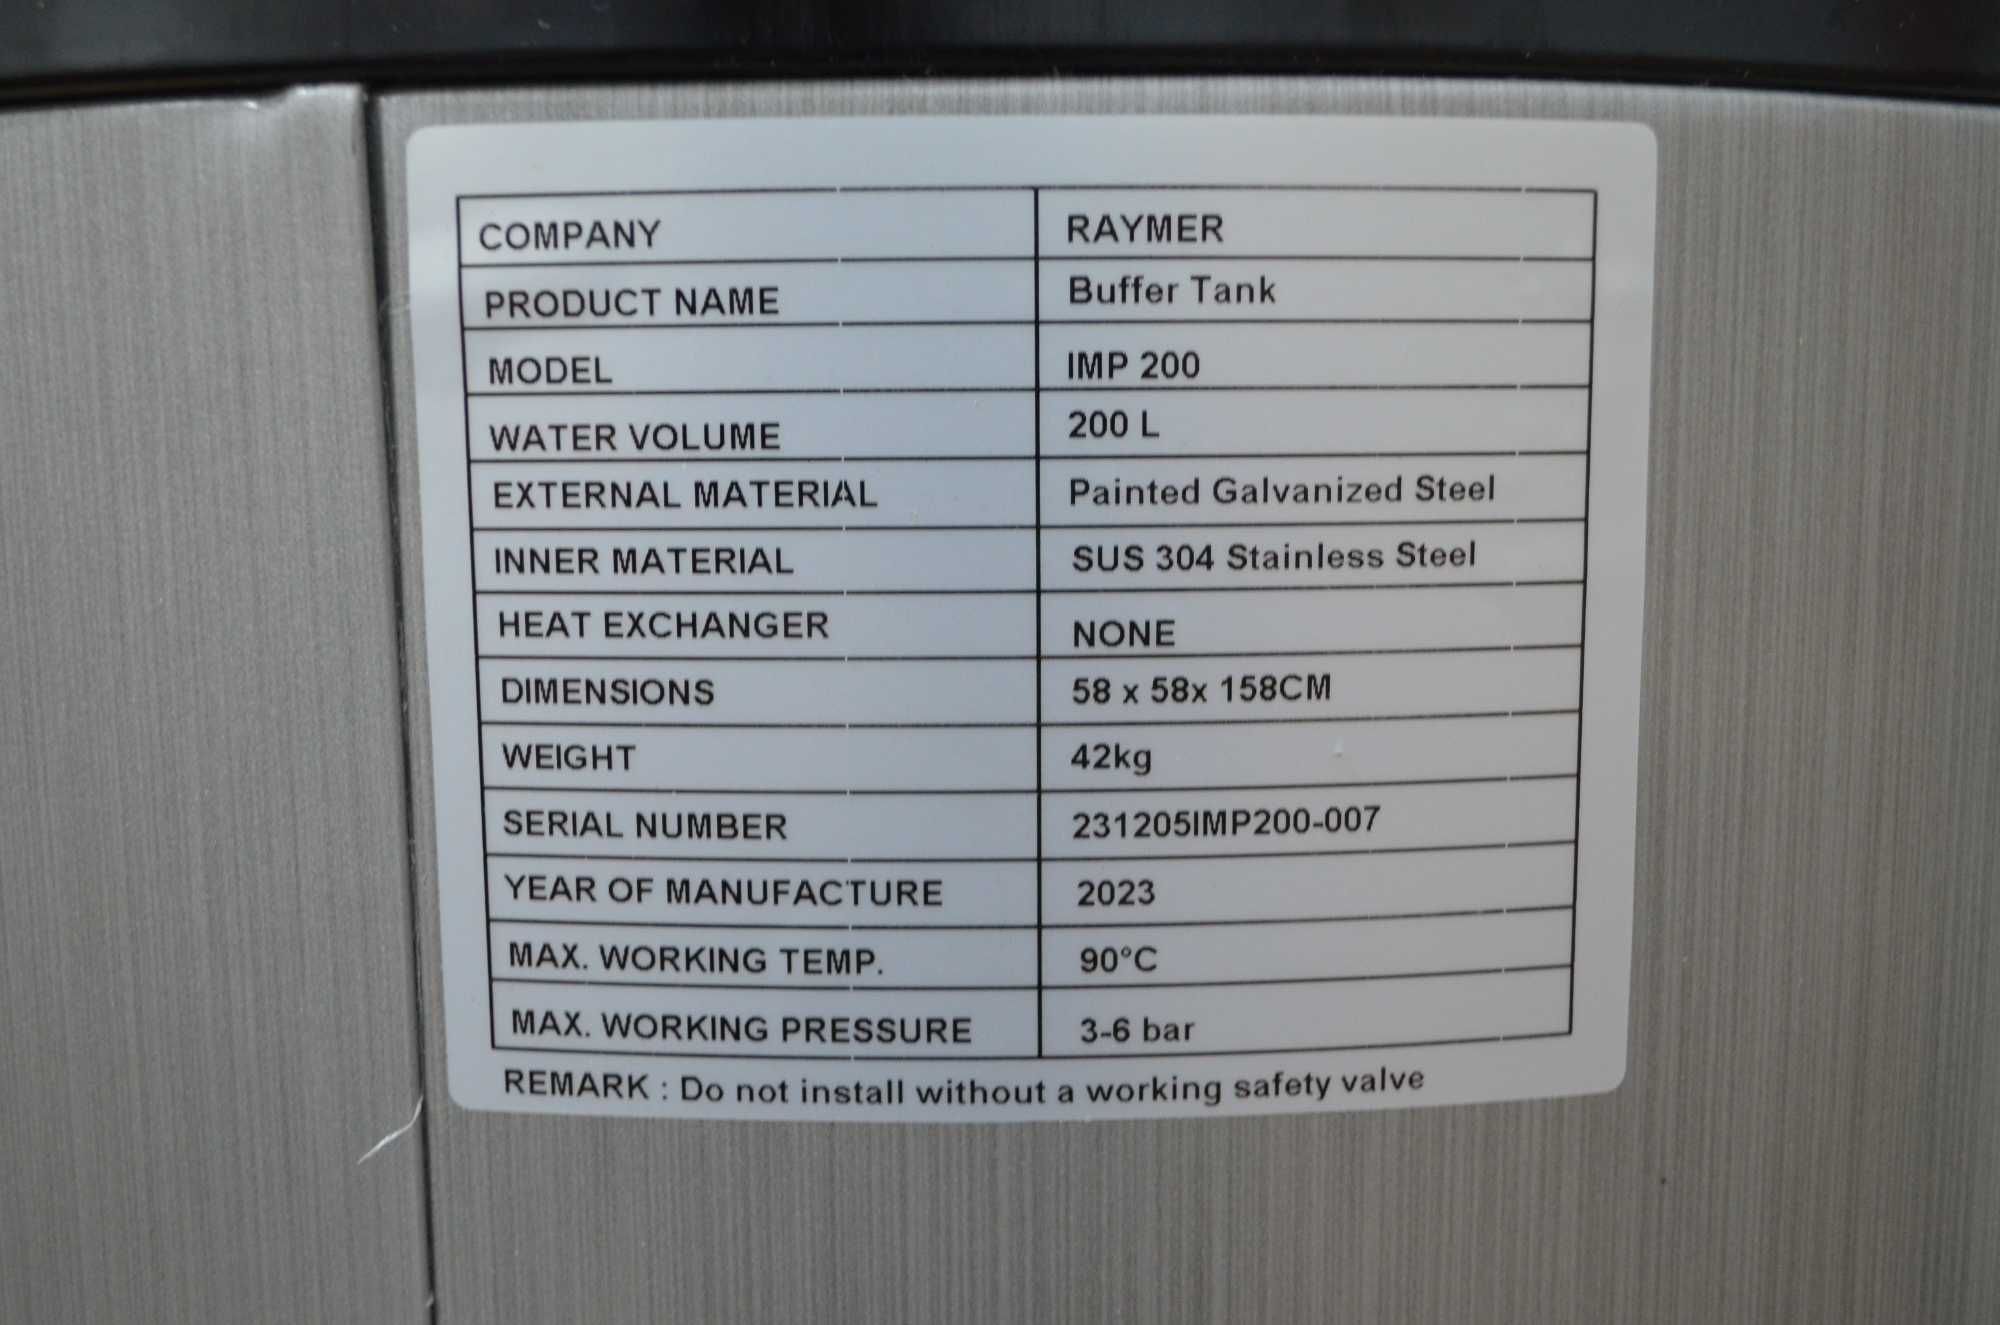 COMPANY RAYMER
PRODUCT NAME Buffer Tank
MODEL IMP 200
WATER VOLUME 200 L
EXTERNAL MATERIAL Painted Galvanized Steel
INNER MATERIAL SUS 304 Stainless Steel
HEAT EXCHANGER NONE
DIMENSIONS 58 x 58x 158CM
WEIGHT 42kg
SERIAL NUMBER 231205IMP200-007
YEAR OF MANUFACTURE 2023
MAX. WORKING TEMP. 90°C
MAX. WORKING PRESSURE 3-6 bar
REMARK : Do not install without a working safety valve